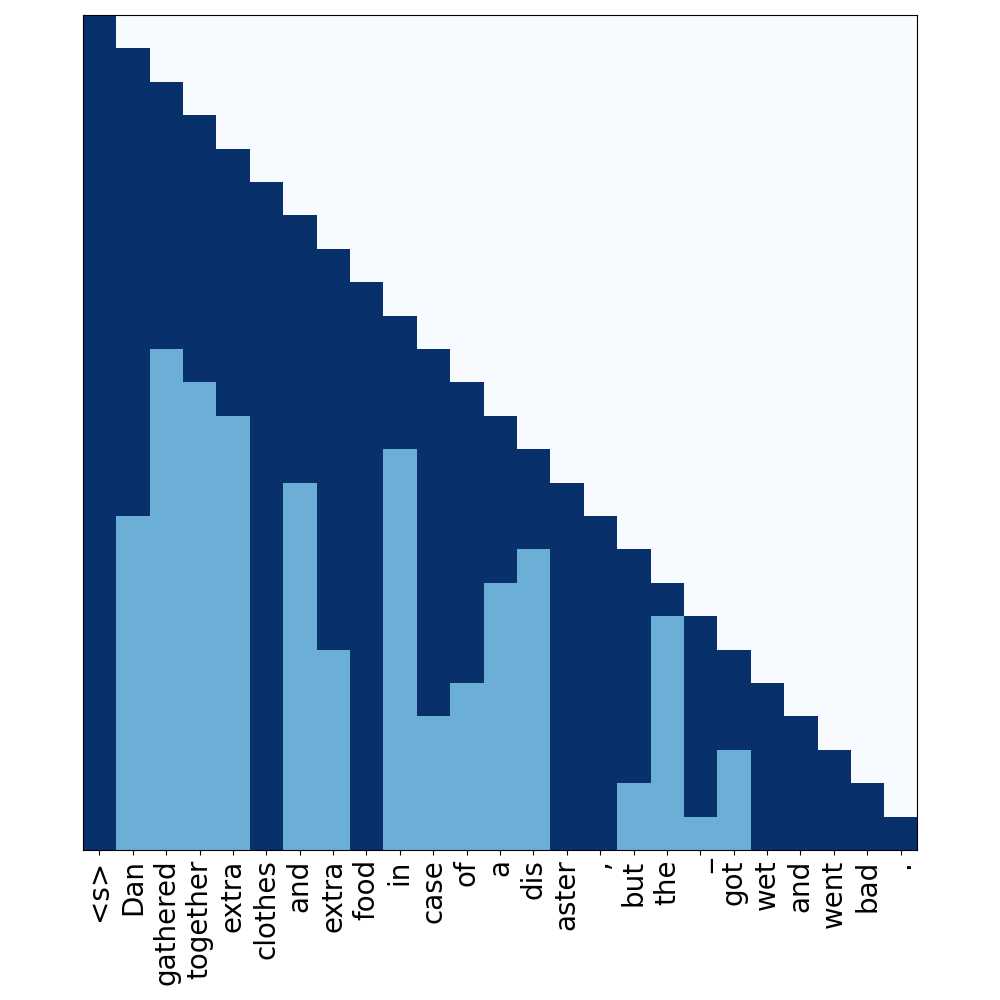 <s> Dan gathered together extra clothes and extra food in case of a dis aster , but the _ got wet and went bad .